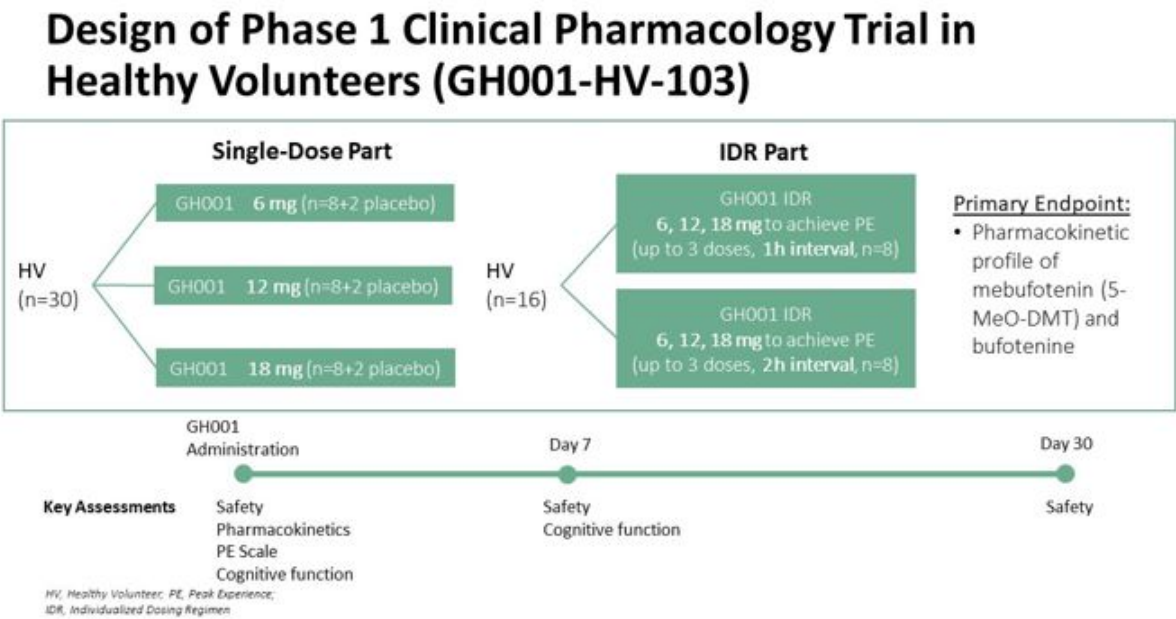 Design of Phase 1 Clinical Pharmacology Trial in
Healthy Volunteers (GH001-HV-103)
Single-Dose Part
HV
(n=30)
GH001 6 mg (n=8+2 placebo)
GH001 12 mg (n=8+2 placebo)
GH001 18 mg (n=8+2 placebo)
IDR Part
HV
(n=16)
GH001 IDR
6, 12, 18 mg to achieve PE
(up to 3 doses, 1h interval, n=8)
GH001 IDR
6, 12, 18 mg to achieve PE
(up to 3 doses, 2h interval, n=8)
Primary Endpoint:
• Pharmacokinetic
profile of
mebufotenin (5-
MeO-DMT) and
bufotenine
GH001
Administration
Day 7
Day 30
Key Assessments
Safety
Pharmacokinetics
PE Scale
Cognitive function
Safety
Cognitive function
Safety
HV, Healthy Volunteer; PE, Peak Experience;
IDR, Individualized Dosing Regimen